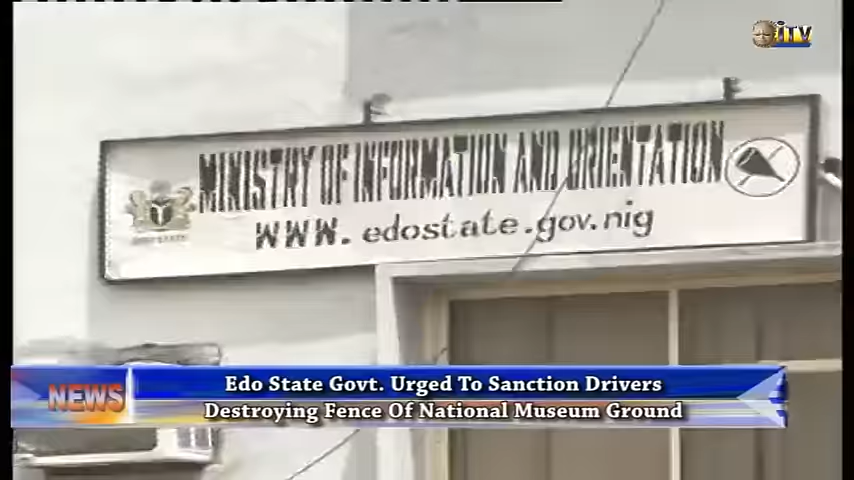 iTV
MINISTRY OF INFORMATION AND ORIENTATION
www. edostate.gov.nig
NEWS
Edo State Govt. Urged To Sanction Drivers
Destroying Fence Of National Museum Ground